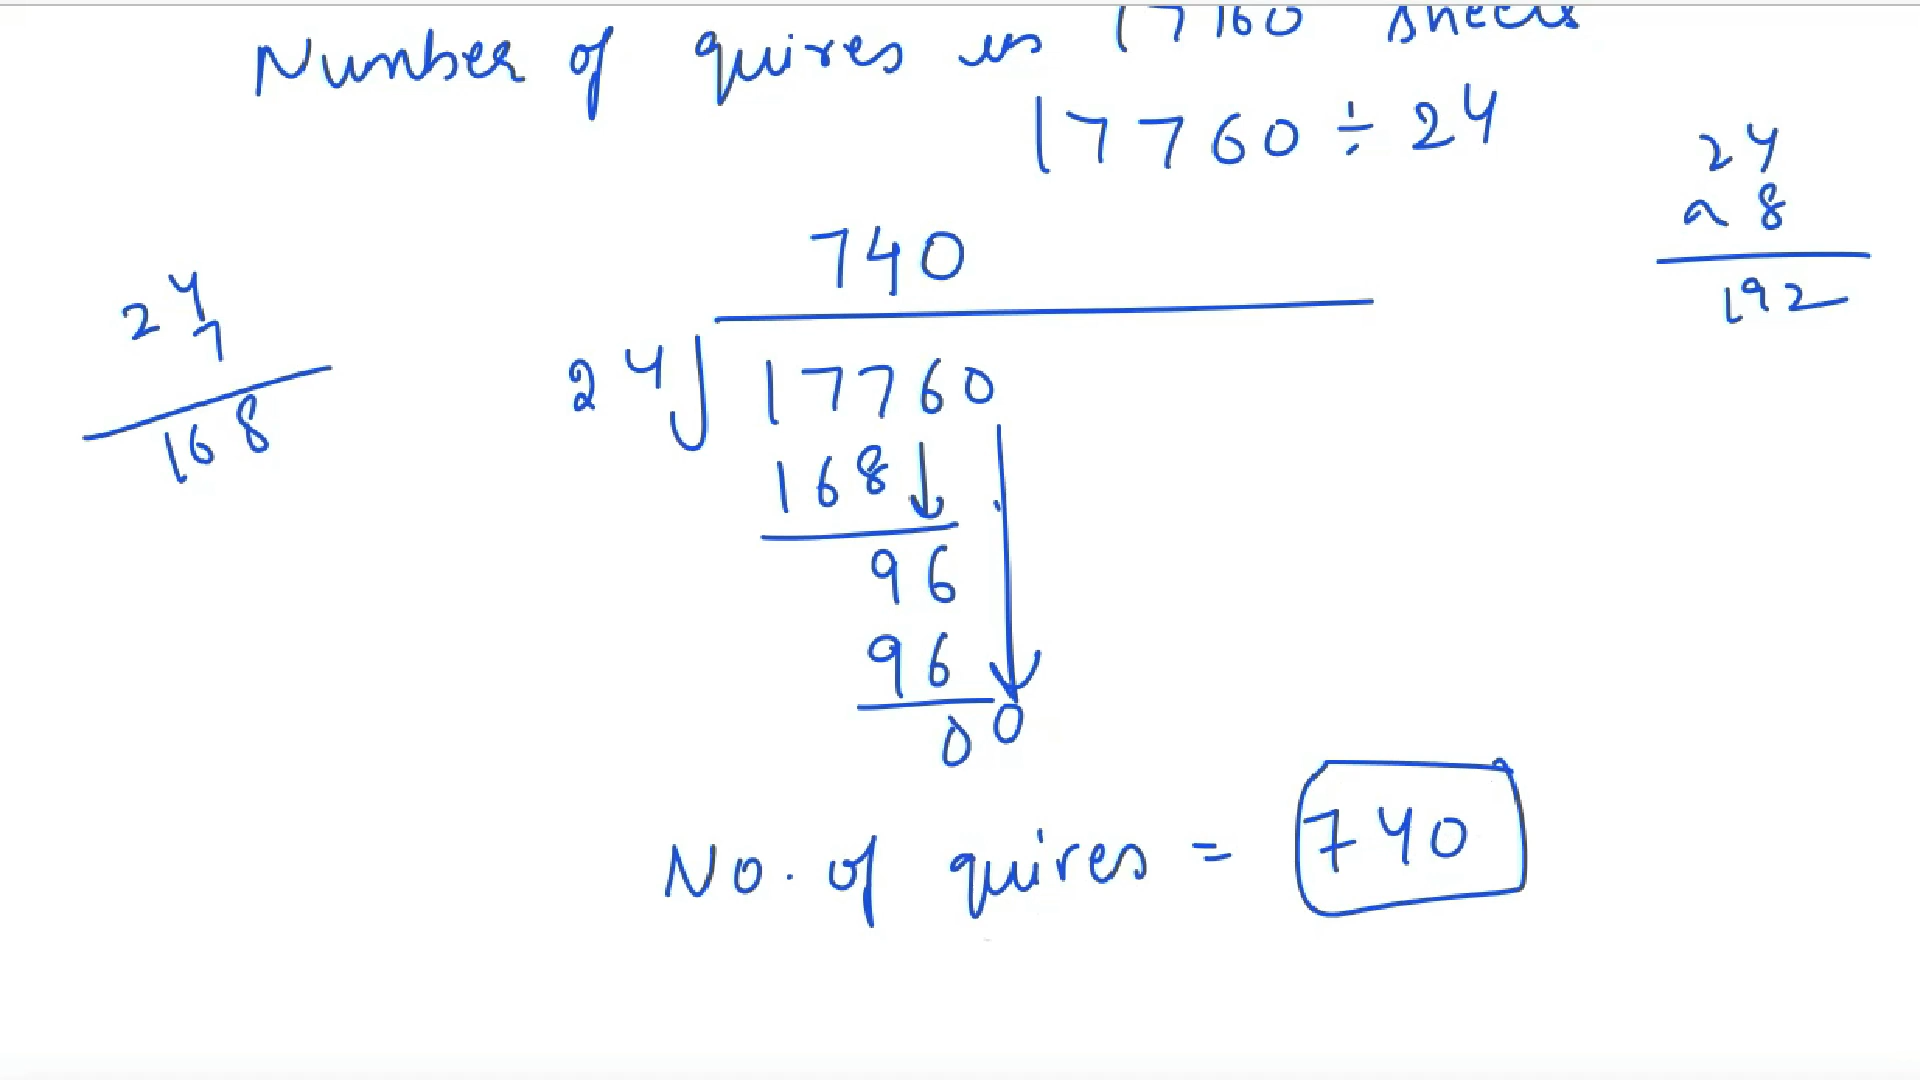 Number of quires in 17760 sheets
17760 ÷ 24
24
a 8
192
24
7
168
740
24 17760
168
96
96
00
No. of quires = 740